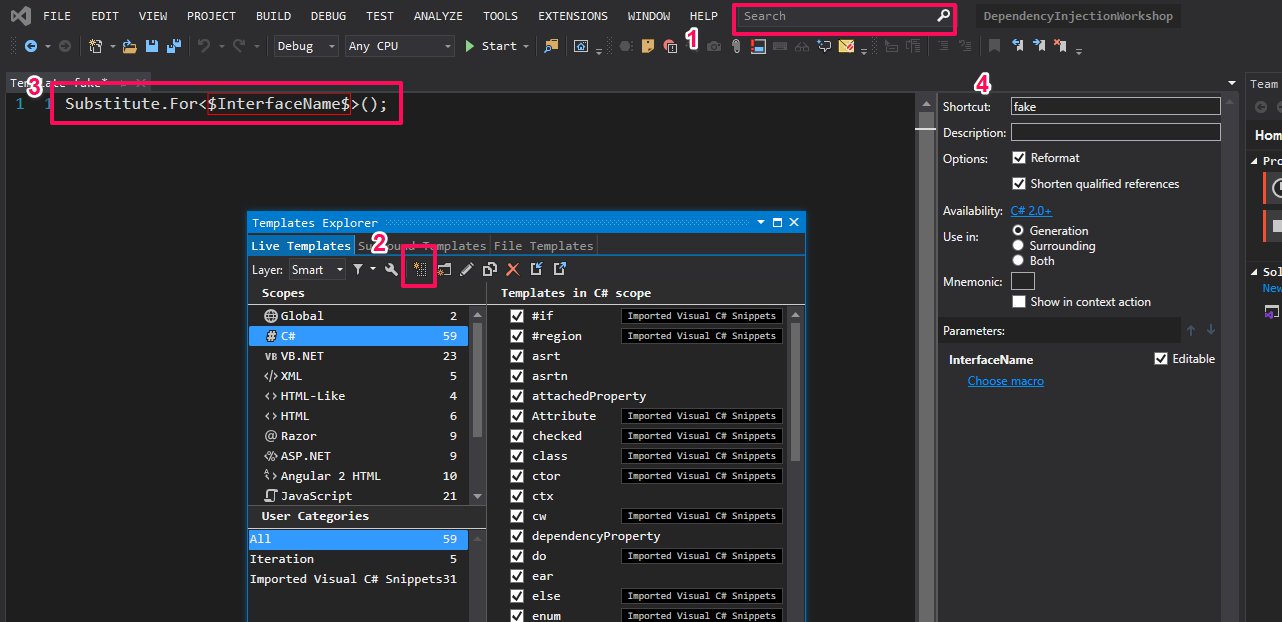 FILE EDIT VIEW PROJECT BUILD DEBUG TEST ANALYZE TOOLS EXTENSIONS WINDOW HELP Search DependencyInjectionWorkshop
1
Debug Any CPU Start
Team
3
1 1 Substitute.For<$InterfaceName$>();
4
Shortcut: fake
Description:
Options: Reformat
Shorten qualified references
Availability: C# 2.0+
Use in: Generation
Surrounding
Both
Mnemonic:
Show in context action
Parameters:
InterfaceName Editable
Choose macro
Templates Explorer
Live Templates 2 Templates File Templates
Layer: Smart
Scopes
Global 2
C# 59
VB.NET 23
XML 5
HTML-Like 4
HTML 6
Razor 9
ASP.NET 9
Angular 2 HTML 10
JavaScript 21
User Categories
All 59
Iteration 5
Imported Visual C# Snippets 31
Templates in C# scope
#if Imported Visual C# Snippets
#region Imported Visual C# Snippets
asrt
asrtn
attachedProperty
Attribute Imported Visual C# Snippets
checked Imported Visual C# Snippets
class Imported Visual C# Snippets
ctor Imported Visual C# Snippets
ctx
cw Imported Visual C# Snippets
dependencyProperty
do Imported Visual C# Snippets
ear
else Imported Visual C# Snippets
enum Imported Visual C# Snippets